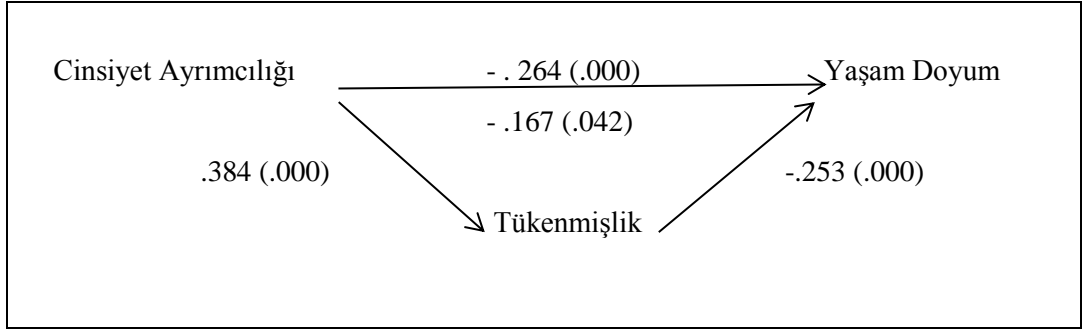 Cinsiyet Ayrımcılığı - . 264 (.000) Yaşam Doyum
- .167 (.042)
.384 (.000) -.253 (.000)
Tükenmişlik